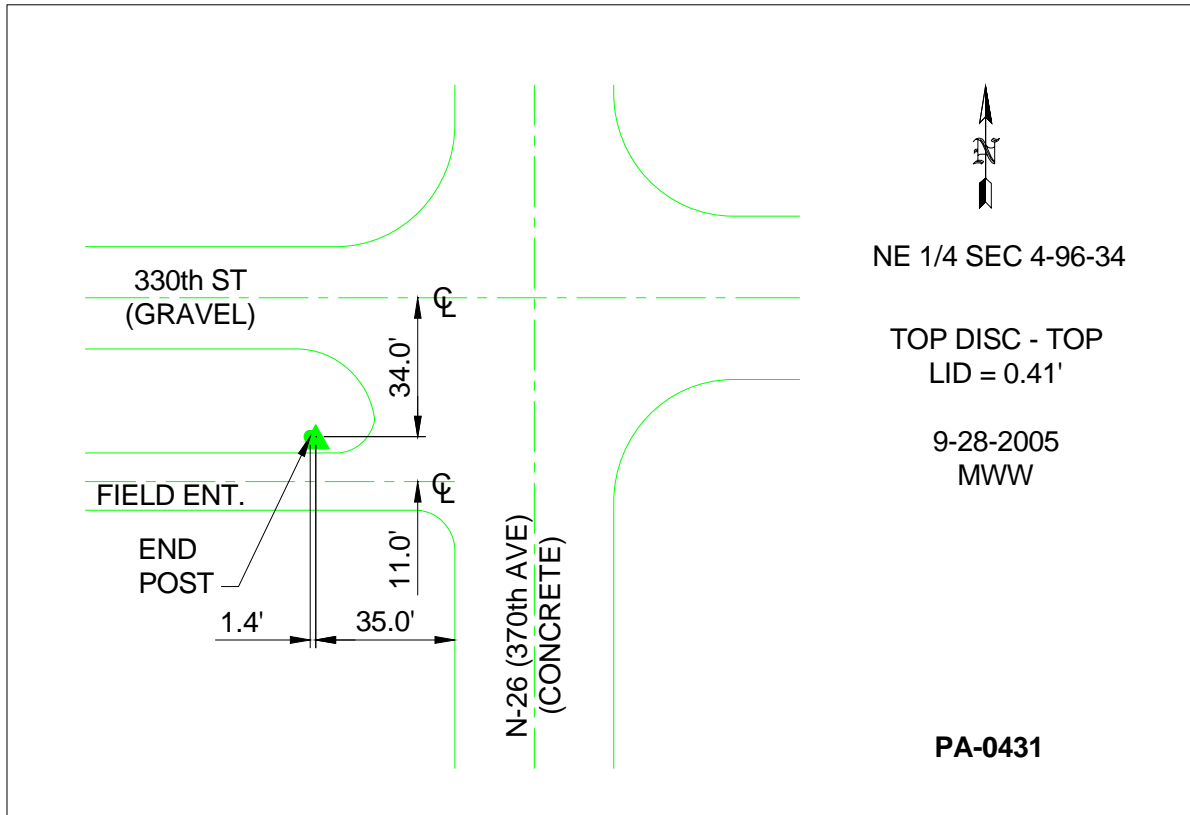 N
NE 1/4 SEC 4-96-34
330th ST
(GRAVEL)
℄
34.0'
TOP DISC - TOP
LID = 0.41'
9-28-2005
MWW
FIELD ENT.
℄
11.0'
END
POST
1.4'
35.0'
N-26 (370th AVE)
(CONCRETE)
PA-0431